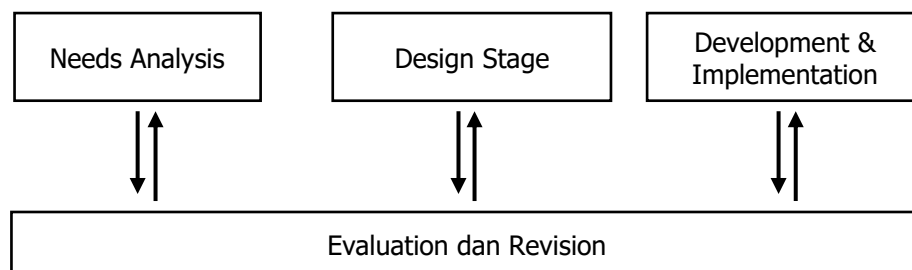 Needs Analysis
Design Stage
Development &
Implementation
Evaluation dan Revision